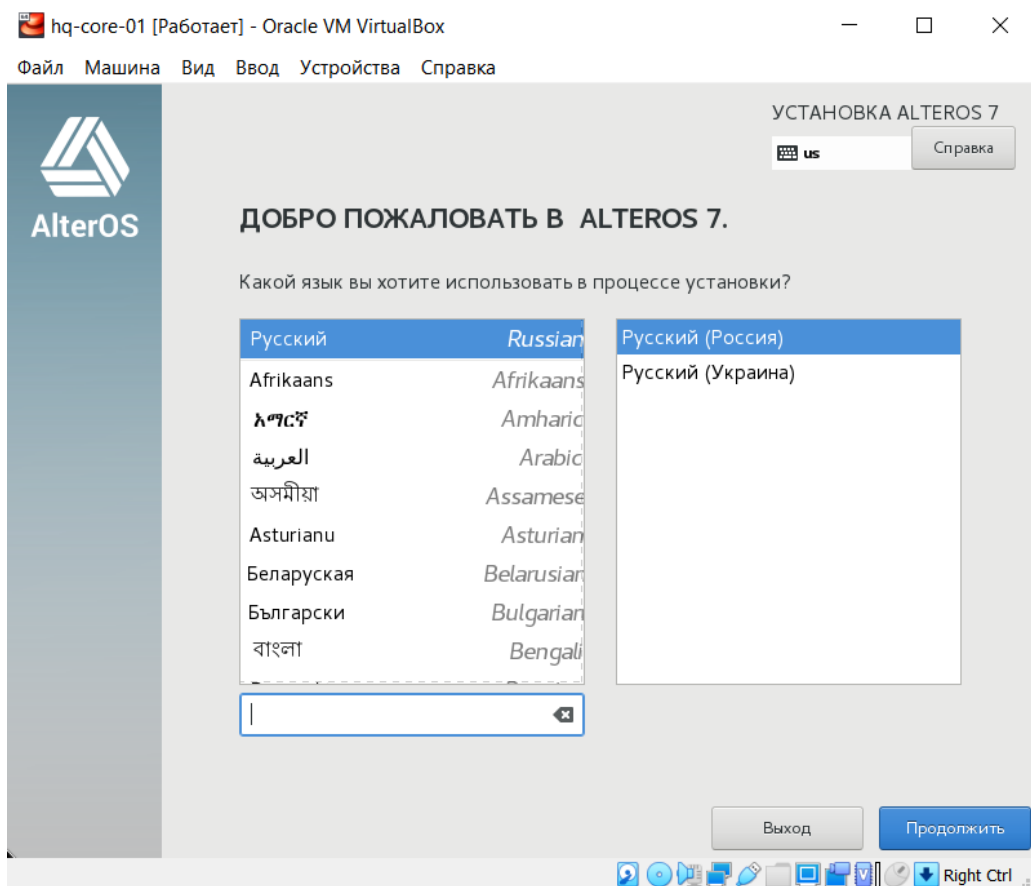 hq-core-01 [Работает] - Oracle VM VirtualBox
Файл Машина Вид Ввод Устройства Справка
AlterOS
УСТАНОВКА ALTEROS 7
us
Справка
ДОБРО ПОЖАЛОВАТЬ В ALTEROS 7.
Какой язык вы хотите использовать в процессе установки?
Русский Russian
Afrikaans Afrikaans
አማርኛ Amharic
العربية Arabic
অসমীয়া Assamese
Asturianu Asturian
Беларуская Belarusian
Български Bulgarian
বাংলা Bengali
Русский (Россия)
Русский (Украина)
Выход
Продолжить
Right Ctrl